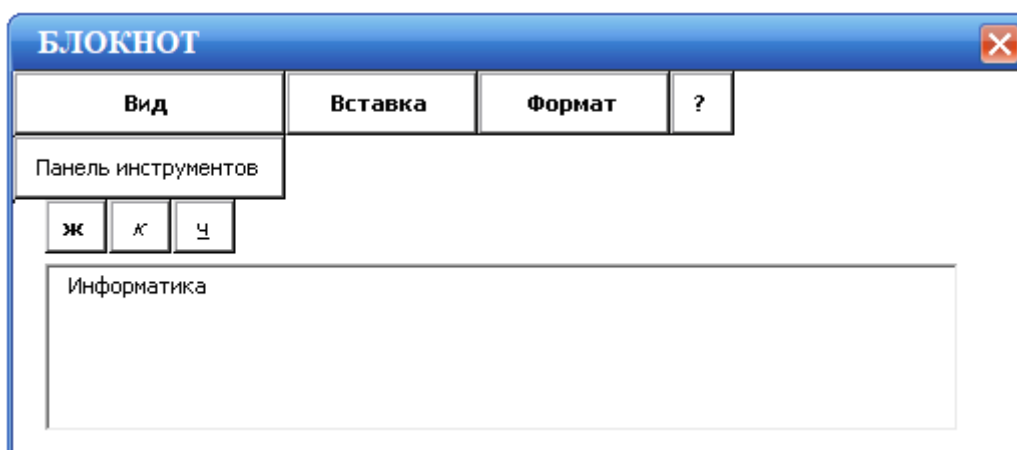 БЛОКНОТ
Вид Вставка Формат ?
Панель инструментов
ж к ч
Информатика